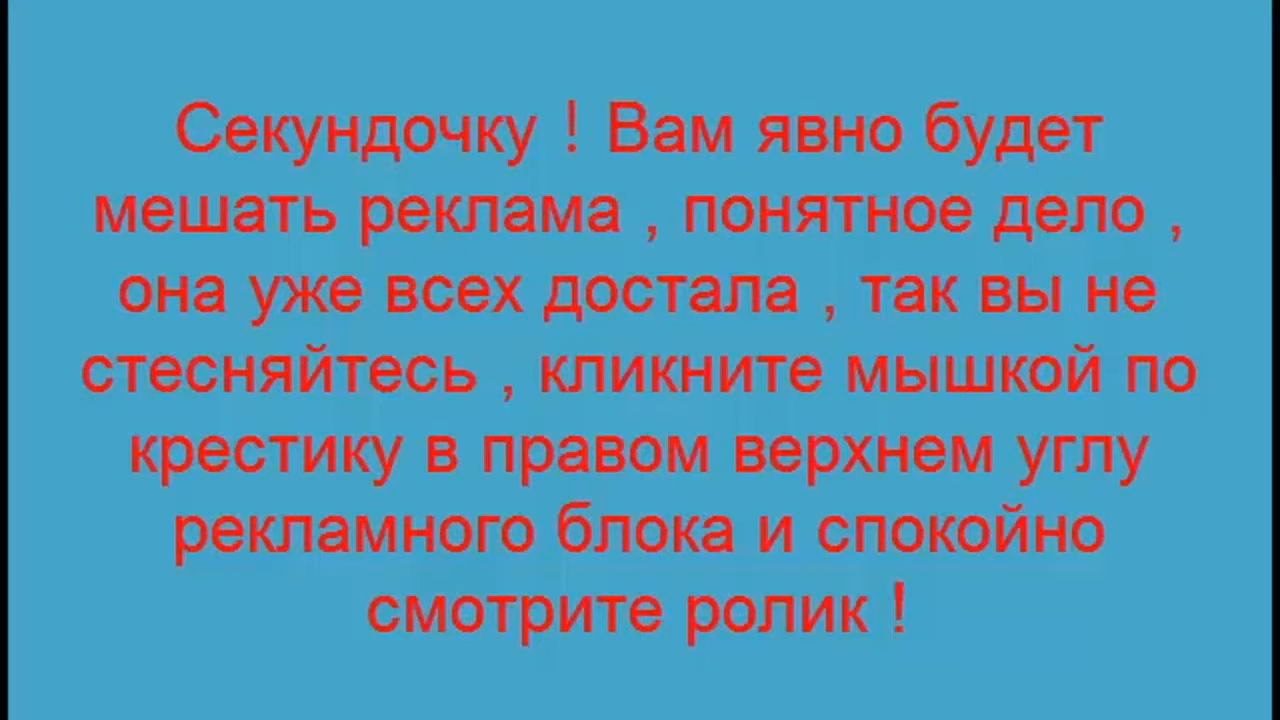 Секундочку ! Вам явно будет
мешать реклама , понятное дело ,
она уже всех достала , так вы не
стесняйтесь , кликните мышкой по
крестику в правом верхнем углу
рекламного блока и спокойно
смотрите ролик !